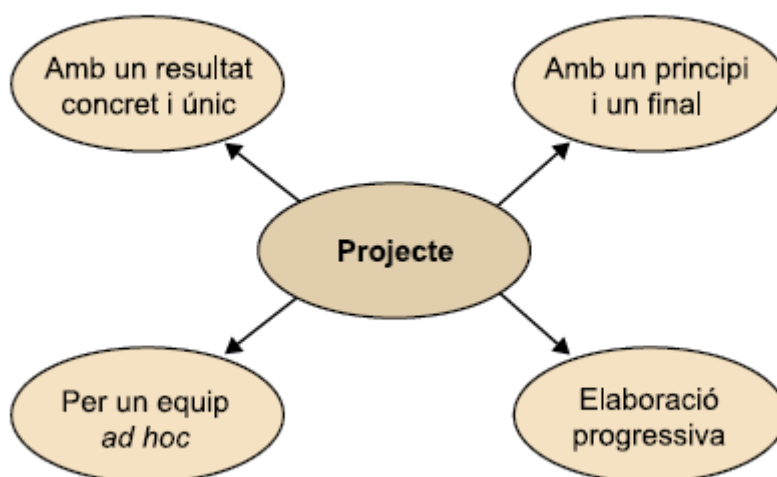 Amb un resultat
concret i únic
Amb un principi
i un final
Projecte
Per un equip
ad hoc
Elaboració
progressiva